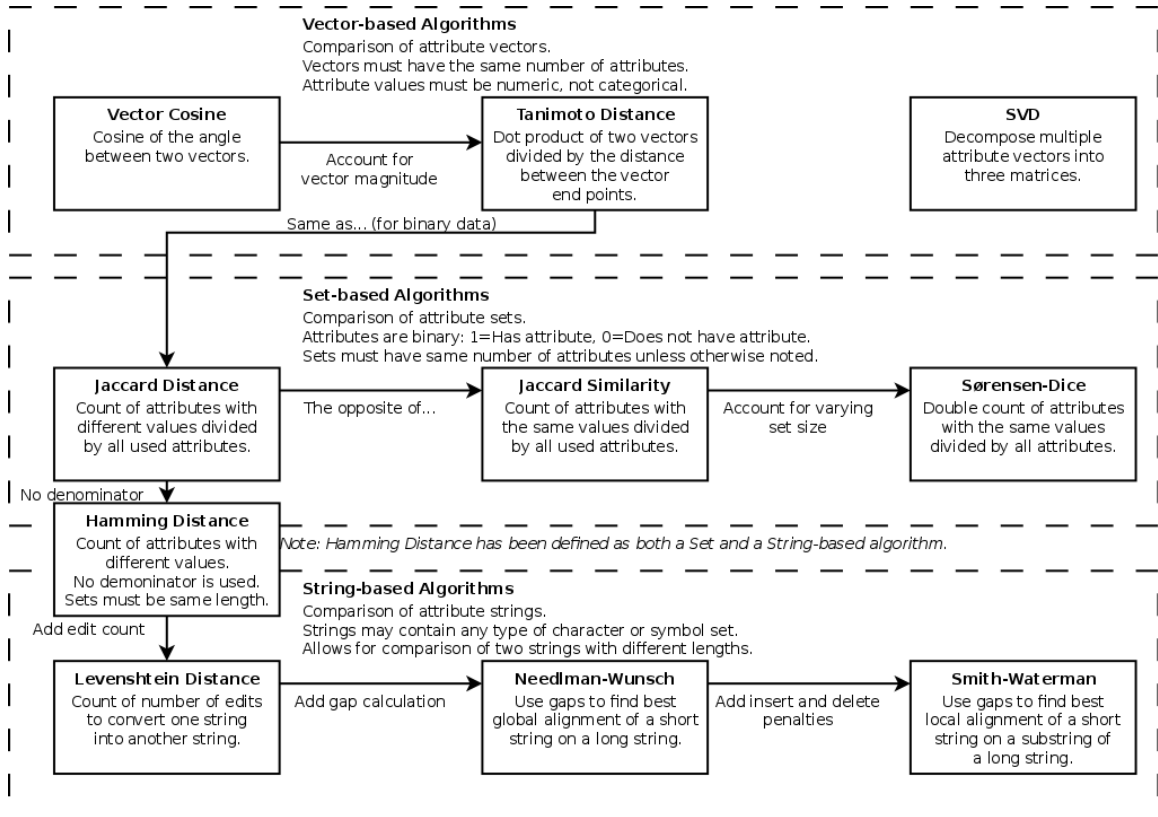 Vector-based Algorithms
Comparison of attribute vectors.
Vectors must have the same number of attributes.
Attribute values must be numeric, not categorical.
Vector Cosine
Cosine of the angle
between two vectors.
Account for
vector magnitude
Tanimoto Distance
Dot product of two vectors
divided by the distance
between the vector
end points.
SVD
Decompose multiple
attribute vectors into
three matrices.
Same as... (for binary data)
Set-based Algorithms
Comparison of attribute sets.
Attributes are binary: 1=Has attribute, 0=Does not have attribute.
Sets must have same number of attributes unless otherwise noted.
Jaccard Distance
Count of attributes with
different values divided
by all used attributes.
The opposite of...
Jaccard Similarity
Count of attributes with
the same values divided
by all used attributes.
Account for varying
set size
Sørensen-Dice
Double count of attributes
with the same values
divided by all attributes.
No denominator
Hamming Distance
Count of attributes with
different values.
No demoninator is used.
Sets must be same length.
Note: Hamming Distance has been defined as both a Set and a String-based algorithm.
String-based Algorithms
Comparison of attribute strings.
Strings may contain any type of character or symbol set.
Allows for comparison of two strings with different lengths.
Add edit count
Levenshtein Distance
Count of number of edits
to convert one string
into another string.
Add gap calculation
Needlman-Wunsch
Use gaps to find best
global alignment of a short
string on a long string.
Add insert and delete
penalties
Smith-Waterman
Use gaps to find best
local alignment of a short
string on a substring of
a long string.